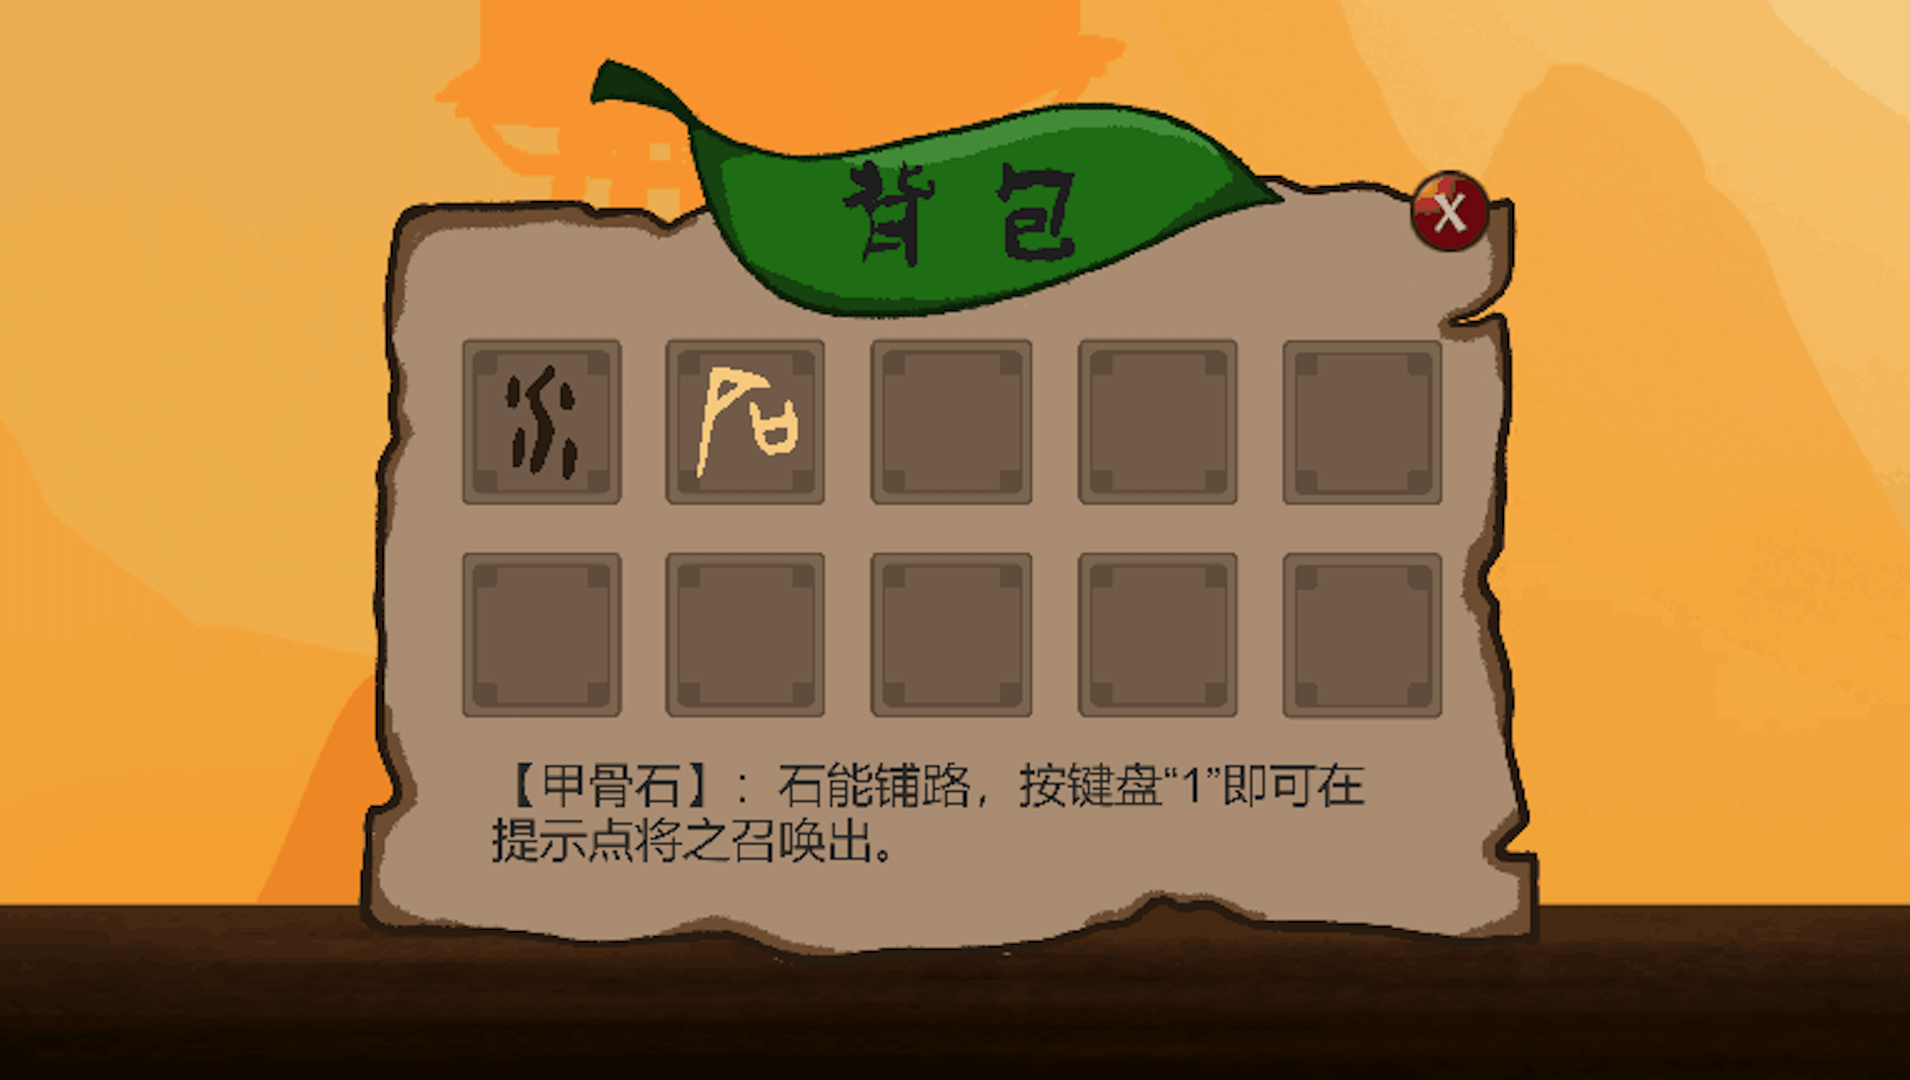 背包
X
【甲骨石】：石能铺路，按键盘“1”即可在
提示点将之召唤出。